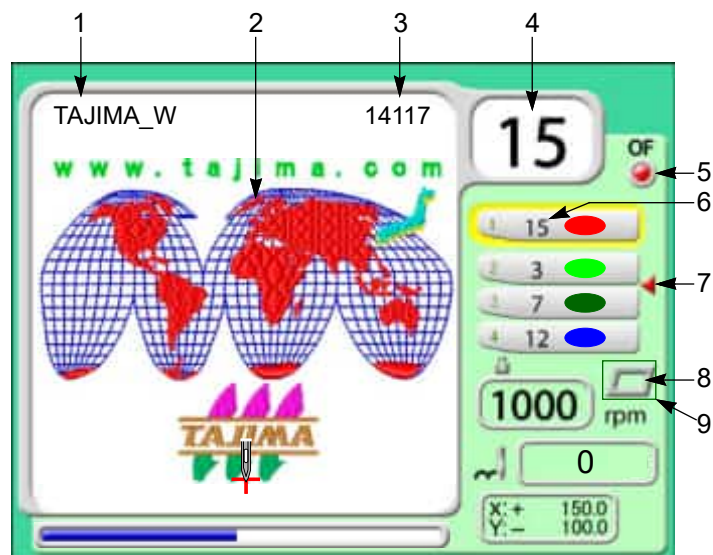 1 2 3 4
TAJIMA_W 14117
15
OF
www.tajima.com
5
1 15
6
2 3
7
3 7
4 12
8
1000 rpm
9
TAJIMA
0
X: + 150.0
Y: - 100.0